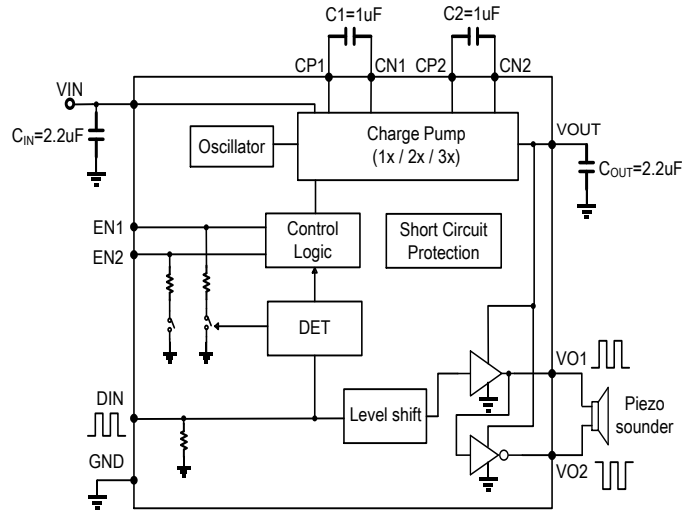 C1=1uF
C2=1uF
CP1
CN1
CP2
CN2
VIN
CIN=2.2uF
Oscillator
Charge Pump
(1x / 2x / 3x)
VOUT
COUT=2.2uF
EN1
EN2
Control
Logic
Short Circuit
Protection
DET
VO1
DIN
Level shift
Piezo
sounder
GND
VO2